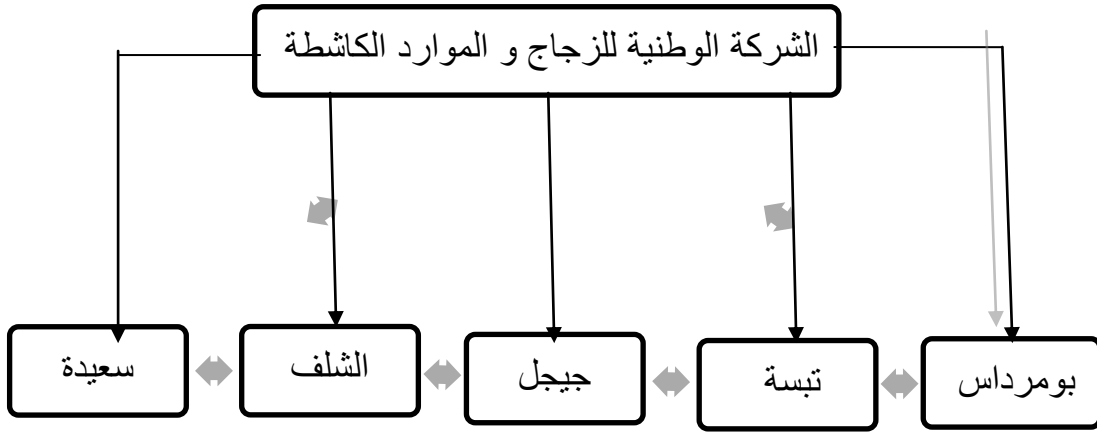 الشركة الوطنية للزجاج و الموارد الكاشطة
بومرداس
تبسة
جيجل
الشلف
سعيدة